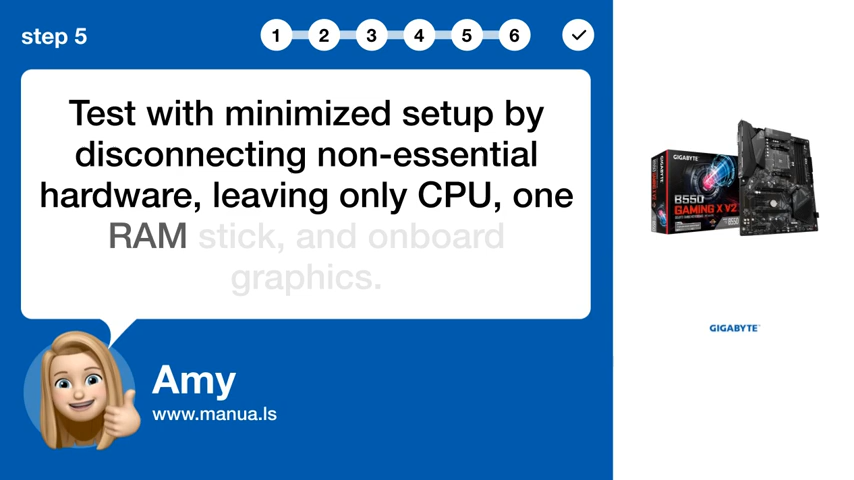 step 5
1 2 3 4 5 6
Test with minimized setup by
disconnecting non-essential
hardware, leaving only CPU, one
RAM stick, and onboard
graphics.
Amy
www.manua.ls
GIGABYTE
B550
GAMING X V2
GIGABYTE